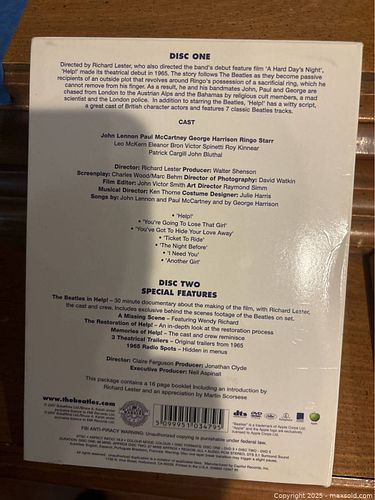 DISC ONE
Directed by Richard Lester, who also directed the band's debut feature film 'A Hard Day's Night',
'Help!' made its theatrical debut in 1965. The story follows The Beatles as they become passive
recipients of an outside plot that revolves around Ringo's possession of a sacrificial ring, which he
cannot remove from his finger. As a result, he and his bandmates John, Paul and George are
chased from London to the Austrian Alps and the Bahamas by religious cult members, a mad
scientist and the London police. In addition to starring the Beatles, 'Help!' has a witty script,
a great cast of British character actors and features 7 classic Beatles tracks.
CAST
John Lennon Paul McCartney George Harrison Ringo Starr
Leo McKern Eleanor Bron Victor Spinetti Roy Kinnear
Patrick Cargill John Bluthal
Director: Richard Lester Producer: Walter Shenson
Screenplay: Charles Wood/Marc Behm Director of Photography: David Watkin
Film Editor: John Victor Smith Art Director Raymond Simm
Musical Director: Ken Thorne Costume Designer: Julie Harris
Songs by: John Lennon and Paul McCartney and by George Harrison
• 'Help!'
• 'You're Going To Lose That Girl'
• 'You've Got To Hide Your Love Away'
• 'Ticket To Ride'
• 'The Night Before'
• 'I Need You'
• 'Another Girl'
DISC TWO
SPECIAL FEATURES
The Beatles in Help! – 30 minute documentary about the making of the film, with Richard Lester,
the cast and crew. Includes exclusive behind the scenes footage of the Beatles on set.
A Missing Scene – Featuring Wendy Richard
The Restoration of Help! – An in-depth look at the restoration process
Memories of Help! – The cast and crew reminisce
3 Theatrical Trailers – Original trailers from 1965
1965 Radio Spots – Hidden in menus
Director: Claire Ferguson Producer: Jonathan Clyde
Executive Producer: Neil Aspinall
This package contains a 16 page booklet including an introduction by
Richard Lester and an appreciation by Martin Scorsese
www.thebeatles.com
5 099951 034795
dts
"Beatles" is a trademark of Apple Corps Ltd.
FBI ANTI-PIRACY WARNING: Unauthorized copying is punishable under federal law.
Copyright 2025 - maxsold.com